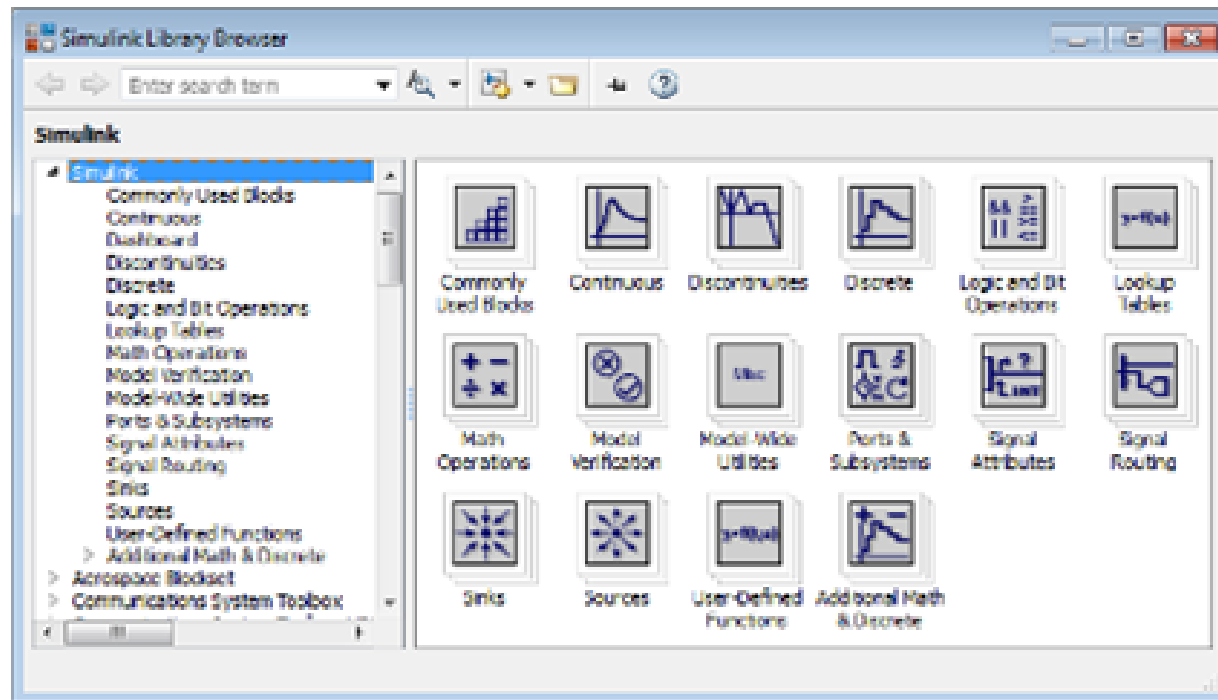 Simulink Library Browser
Enter search term
Simulink
Simulink
Commonly Used Blocks
Continuous
Dashboard
Discontinuities
Discrete
Logic and Bit Operations
Lookup Tables
Math Operations
Model Verification
Model-Wide Utilities
Ports & Subsystems
Signal Attributes
Signal Routing
Sinks
Sources
User-Defined Functions
Additional Math & Discrete
Aerospace Blockset
Communications System Toolbox
Commonly Used Blocks
Continuous
Discontinuities
Discrete
&&
||
Logic and Bit Operations
y=f(u)
Lookup Tables
+ −
÷ ×
Math Operations
Model Verification
Misc
Model-Wide Utilities
Ports & Subsystems
?
Signal Attributes
Signal Routing
Sinks
Sources
y=f(u)
User-Defined Functions
+ −
Additional Math & Discrete